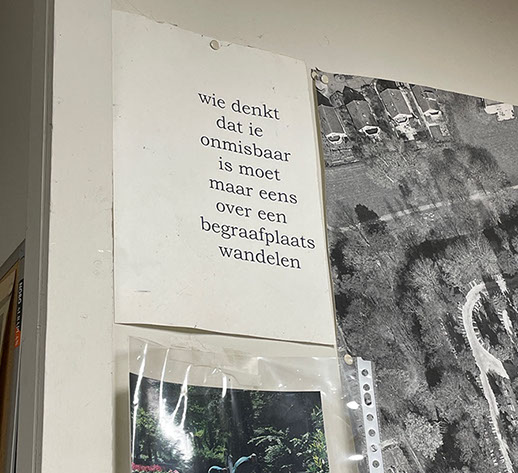 wie denkt
dat ie
onmisbaar
is moet
maar eens
over een
begraafplaats
wandelen